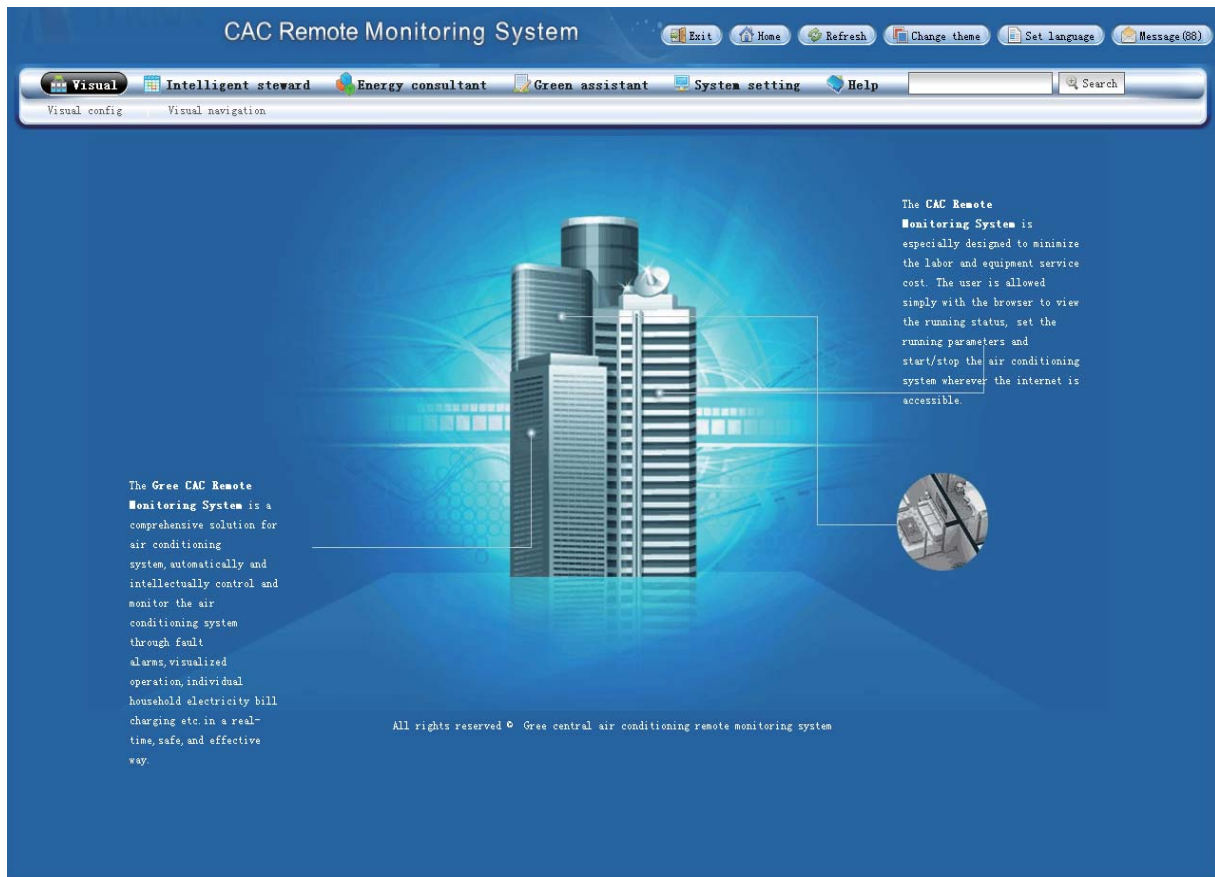 CAC Remote Monitoring System
Exit Home Refresh Change theme Set language Message(88)
Visual Intelligent steward Energy consultant Green assistant System setting Help Search
Visual config Visual navigation
The CAC Remote
Monitoring System is
especially designed to minimize
the labor and equipment service
cost. The user is allowed
simply with the browser to view
the running status, set the
running parameters and
start/stop the air conditioning
system wherever the internet is
accessible.
The Gree CAC Remote
Monitoring System is a
comprehensive solution for
air conditioning
system,automatically and
intellectually control and
monitor the air
conditioning system
through fault
alarms,visualized
operation,individual
household electricity bill
charging etc.in a real-
time,safe,and effective
way.
All rights reserved © Gree central air conditioning remote monitoring system